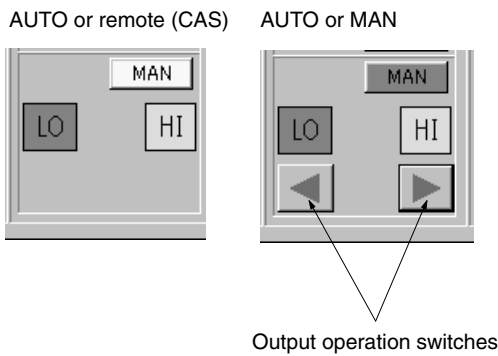 AUTO or remote (CAS)
AUTO or MAN
MAN
LO
HI
MAN
LO
HI
Output operation switches